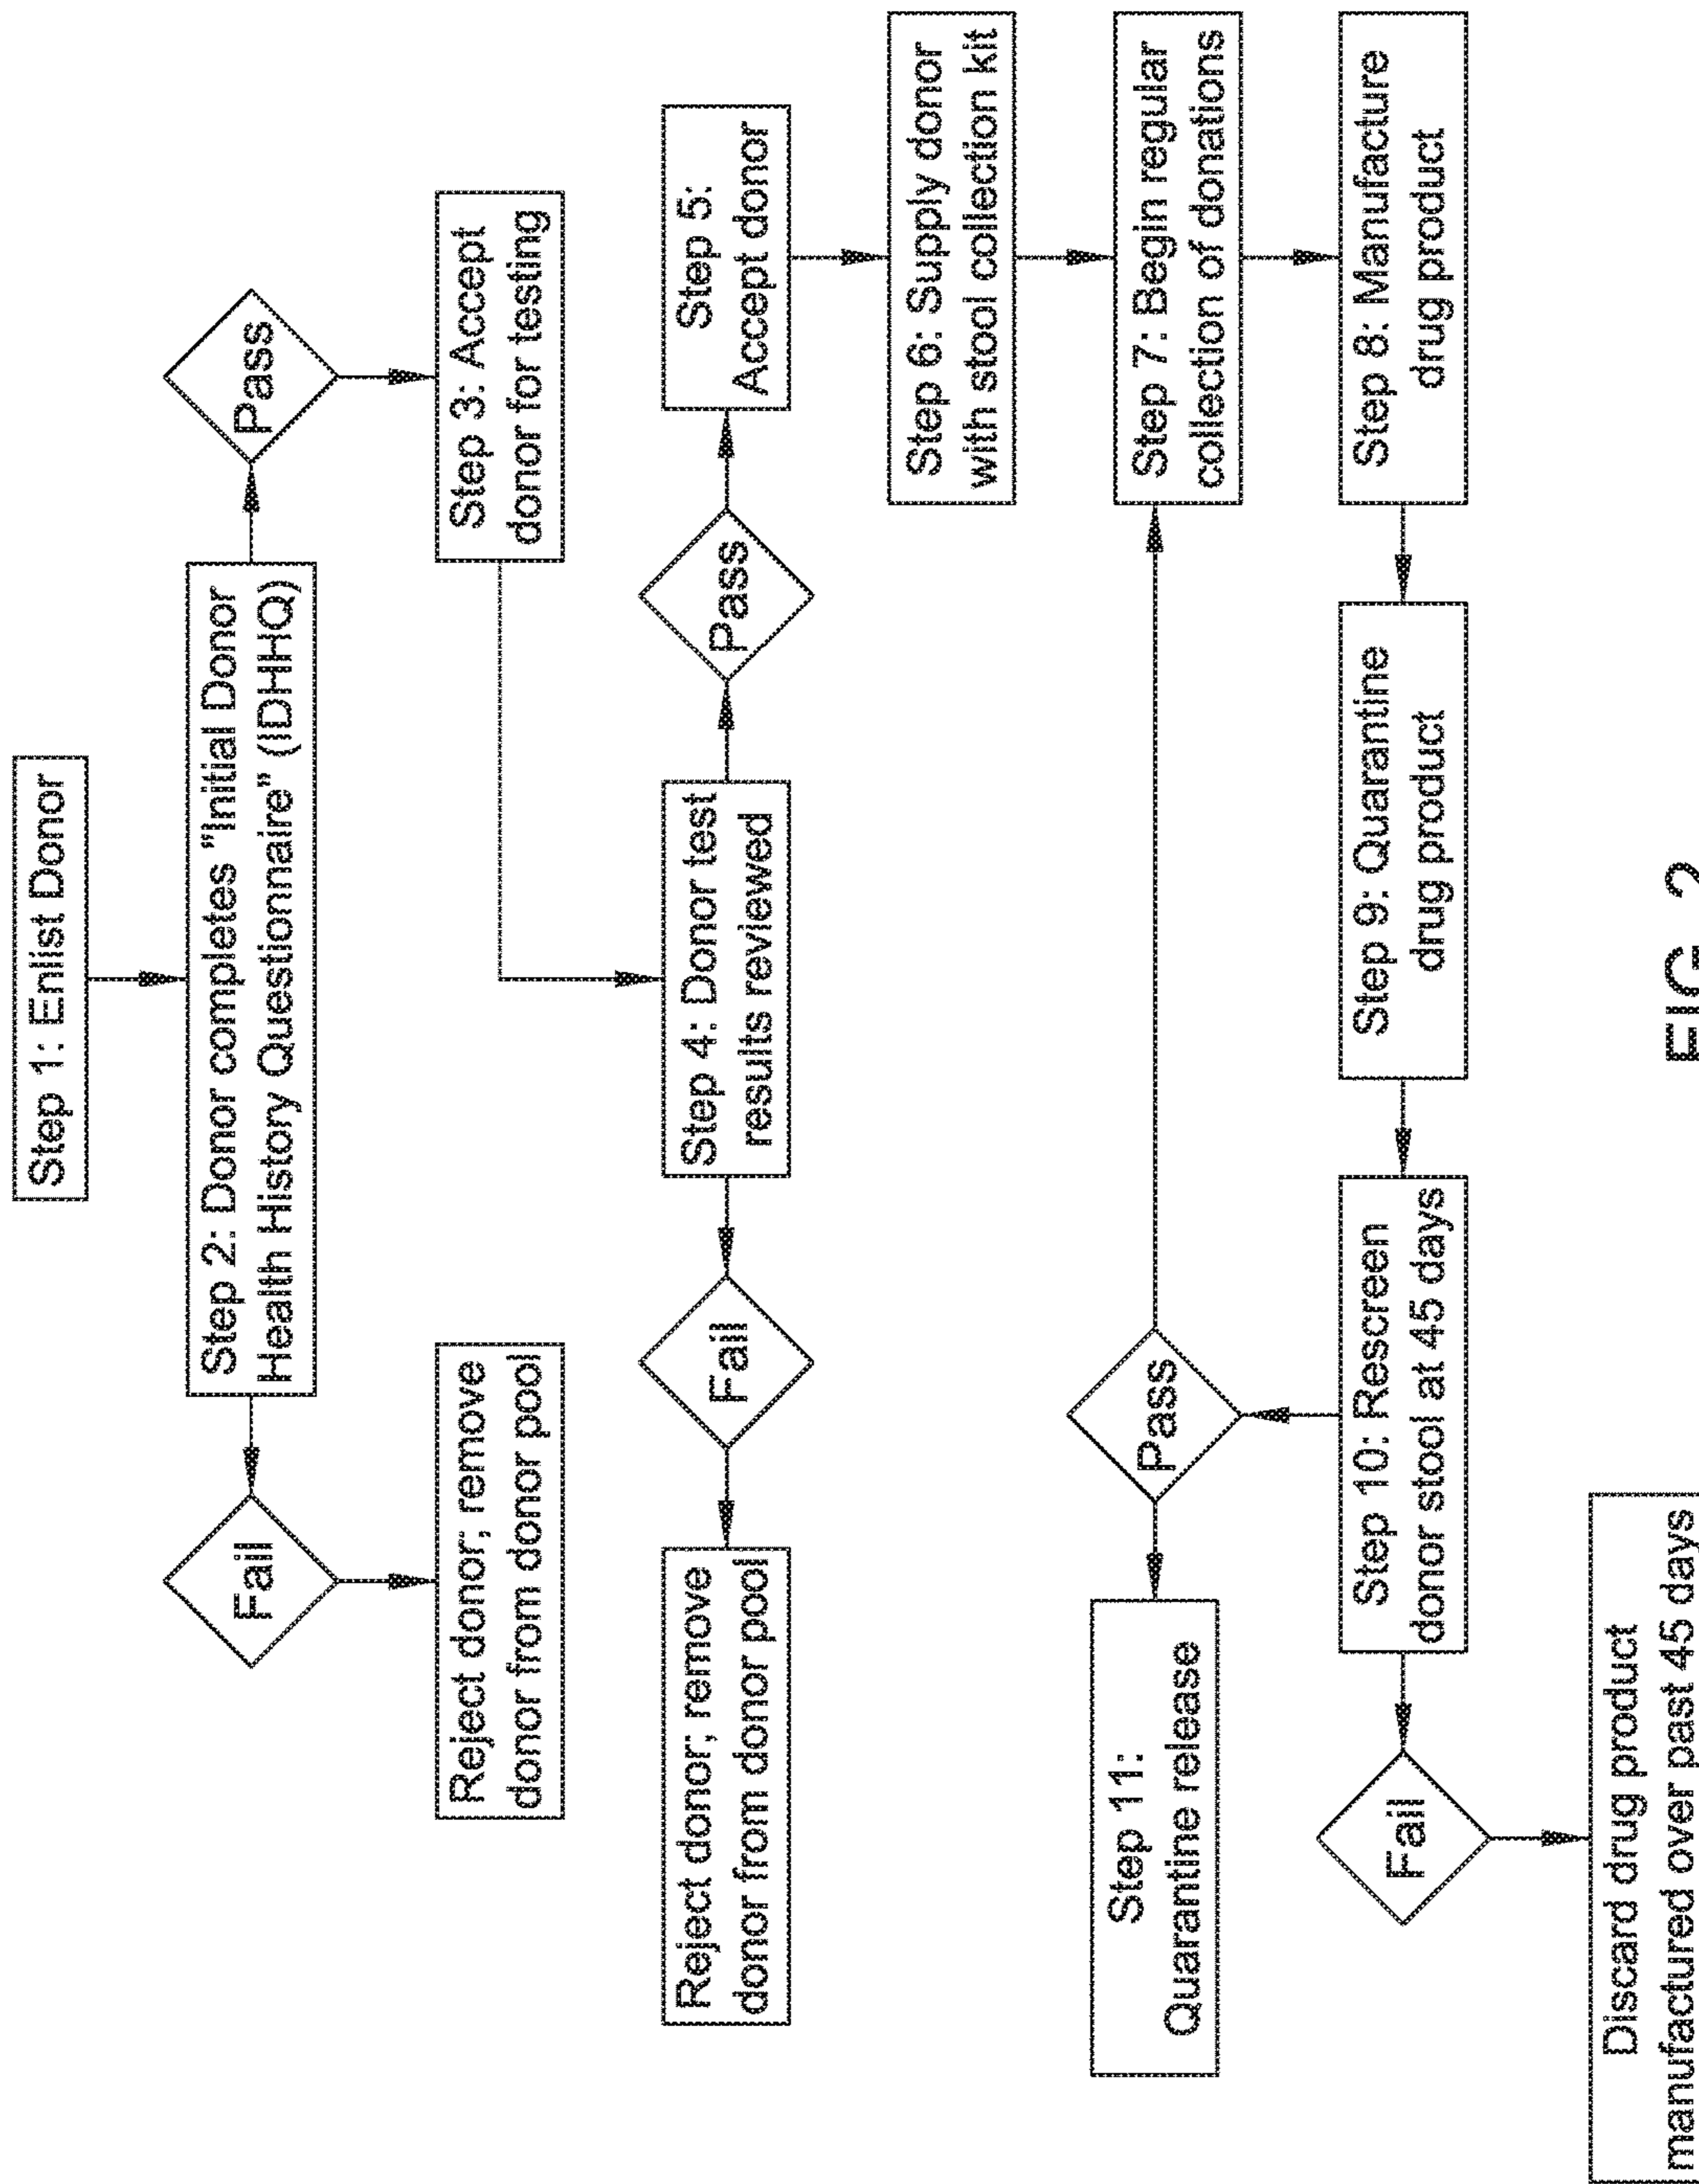 Step 1: Enlist Donor
Step 2: Donor completes "Initial Donor
Health History Questionnaire" (IDHHQ)
Fail
Pass
Reject donor; remove
donor from donor pool
Step 3: Accept
donor for testing
Reject donor; remove
donor from donor pool
Fail
Step 4: Donor test
results reviewed
Pass
Step 5:
Accept donor
Step 6: Supply donor
with stool collection kit
Step 11:
Quarantine release
Pass
Step 7: Begin regular
collection of donations
Fail
Step 10: Rescreen
donor stool at 45 days
Step 9: Quarantine
drug product
Step 8: Manufacture
drug product
Discard drug product
manufactured over past 45 days
FIG. 2